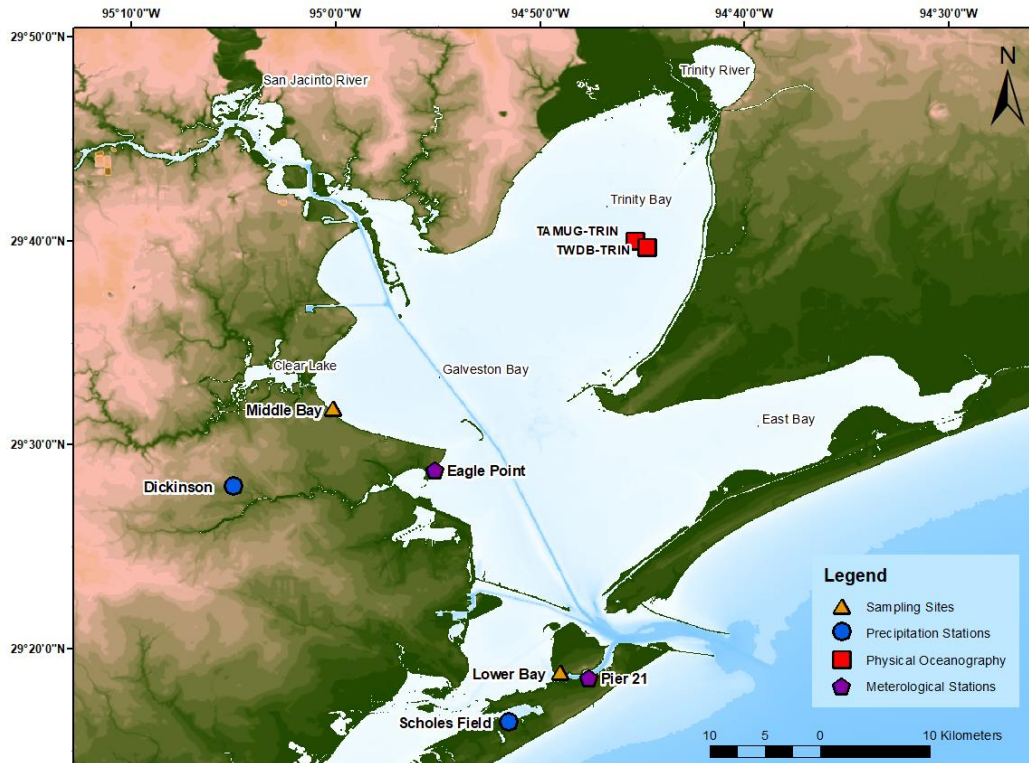 95°10'0"W 95°0'0"W 94°50'0"W 94°40'0"W 94°30'0"W
29°50'0"N
N
Trinity River
San Jacinto River
Trinity Bay
29°40'0"N
TAMUG-TRIN
TWDB-TRIN
Clear Lake
Galveston Bay
Middle Bay
East Bay
29°30'0"N
Eagle Point
Dickinson
Legend
Sampling Sites
Precipitation Stations
Physical Oceanography
Meterological Stations
29°20'0"N
Lower Bay
Pier 21
Scholes Field
10 5 0 10 Kilometers